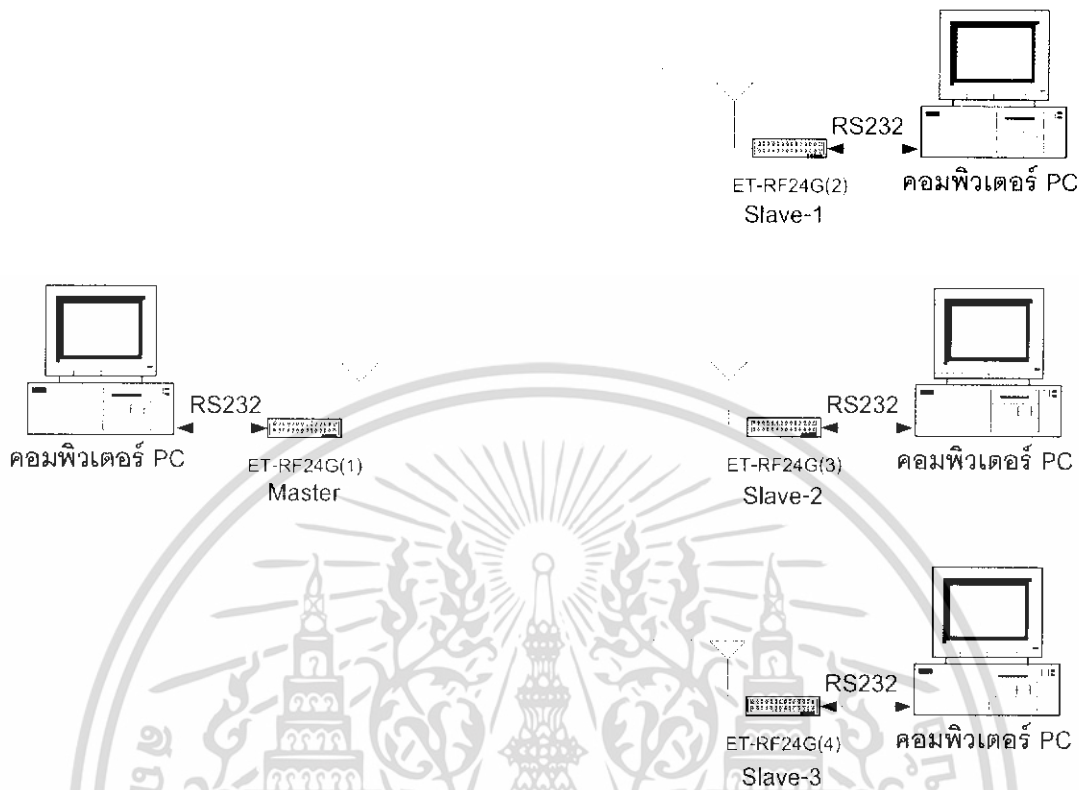 RS232
ET-RF24G(2)
คอมพิวเตอร์ PC
Slave-1
RS232
คอมพิวเตอร์ PC
ET-RF24G(1)
Master
RS232
ET-RF24G(3)
คอมพิวเตอร์ PC
Slave-2
RS232
ET-RF24G(4)
คอมพิวเตอร์ PC
Slave-3